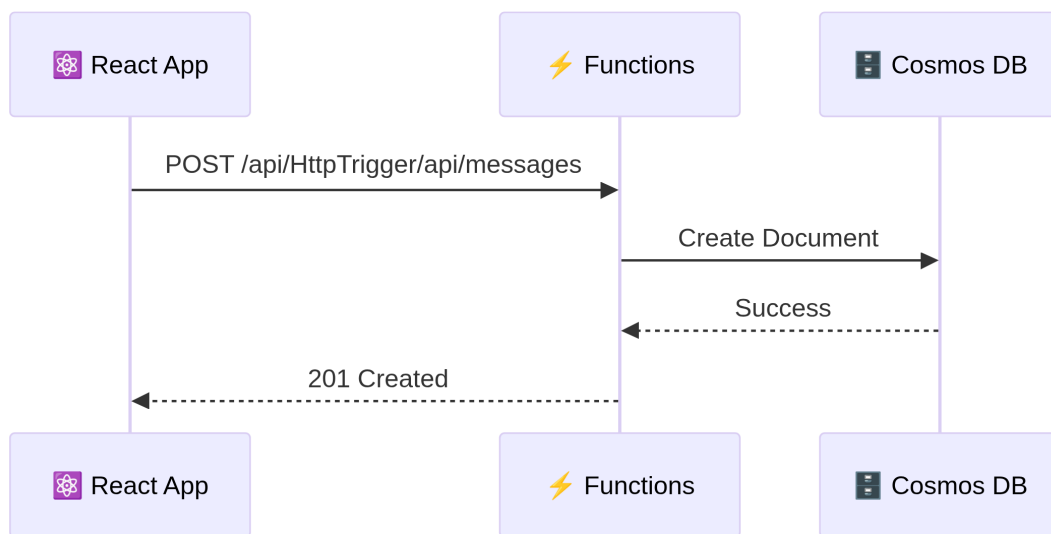 ⚛️ React App
⚡ Functions
🗄️ Cosmos DB
POST /api/HttpTrigger/api/messages
Create Document
Success
201 Created
⚛️ React App
⚡ Functions
🗄️ Cosmos DB